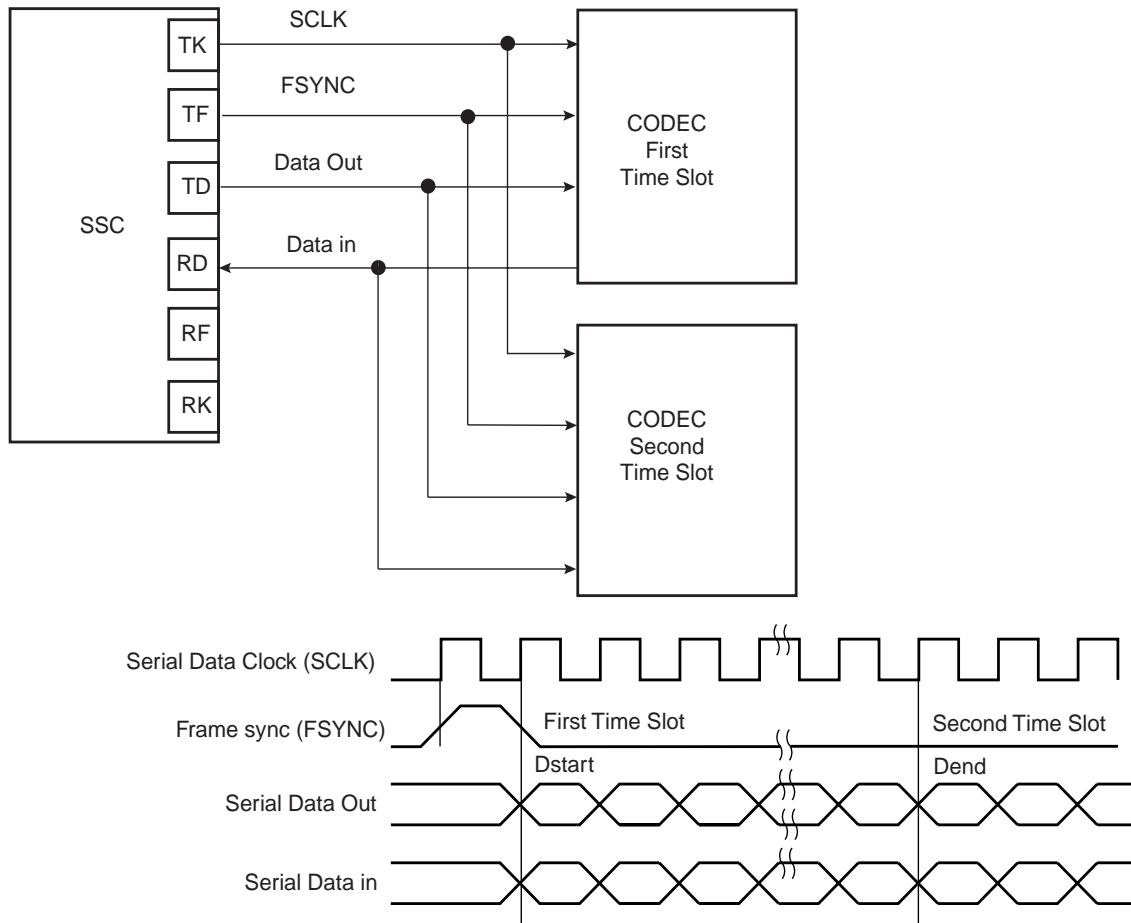 SCLK
TK
FSYNC
TF
CODEC
First
Time Slot
Data Out
TD
SSC
Data in
RD
RF
RK
CODEC
Second
Time Slot
Serial Data Clock (SCLK)
Frame sync (FSYNC)
First Time Slot
Second Time Slot
Dstart
Dend
Serial Data Out
Serial Data in